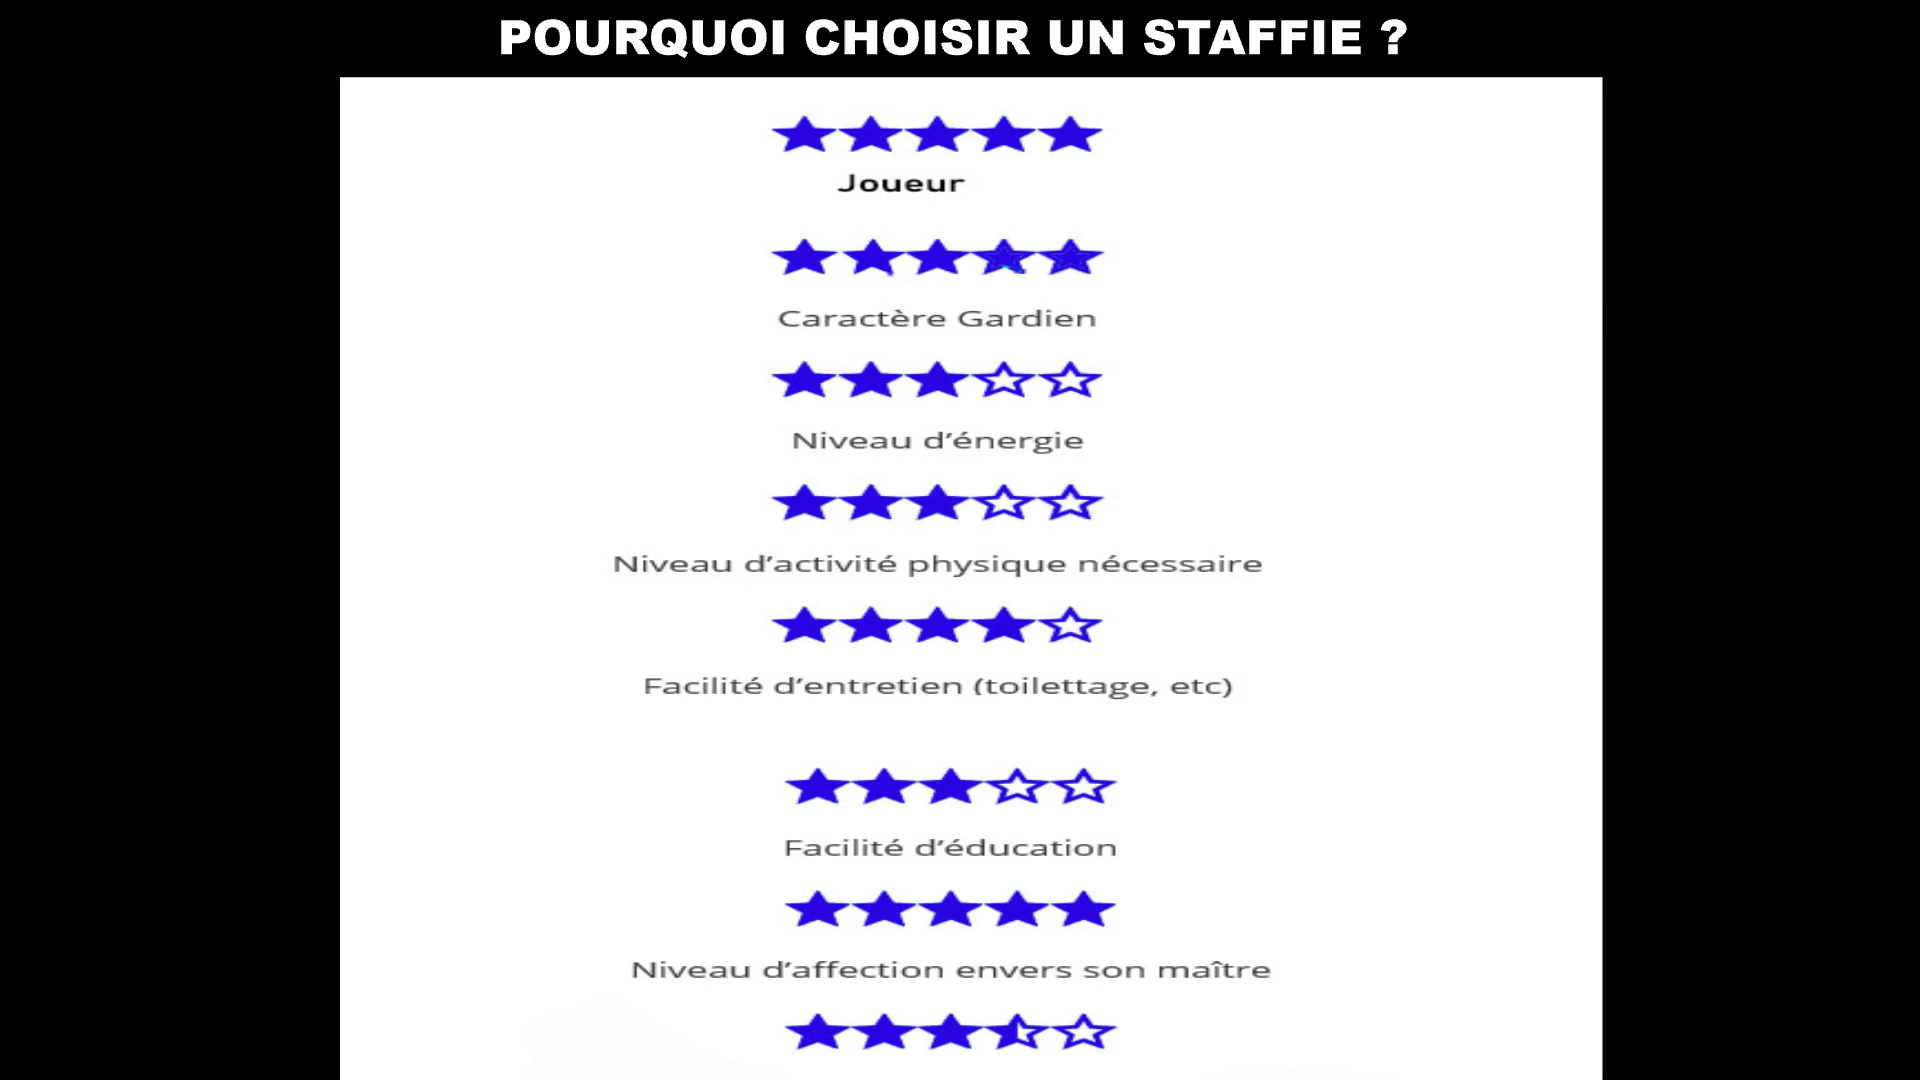 POURQUOI CHOISIR UN STAFFIE ?
Joueur
Caractère Gardien
Niveau d’énergie
Niveau d’activité physique nécessaire
Facilité d’entretien (toilettage, etc)
Facilité d’éducation
Niveau d’affection envers son maître